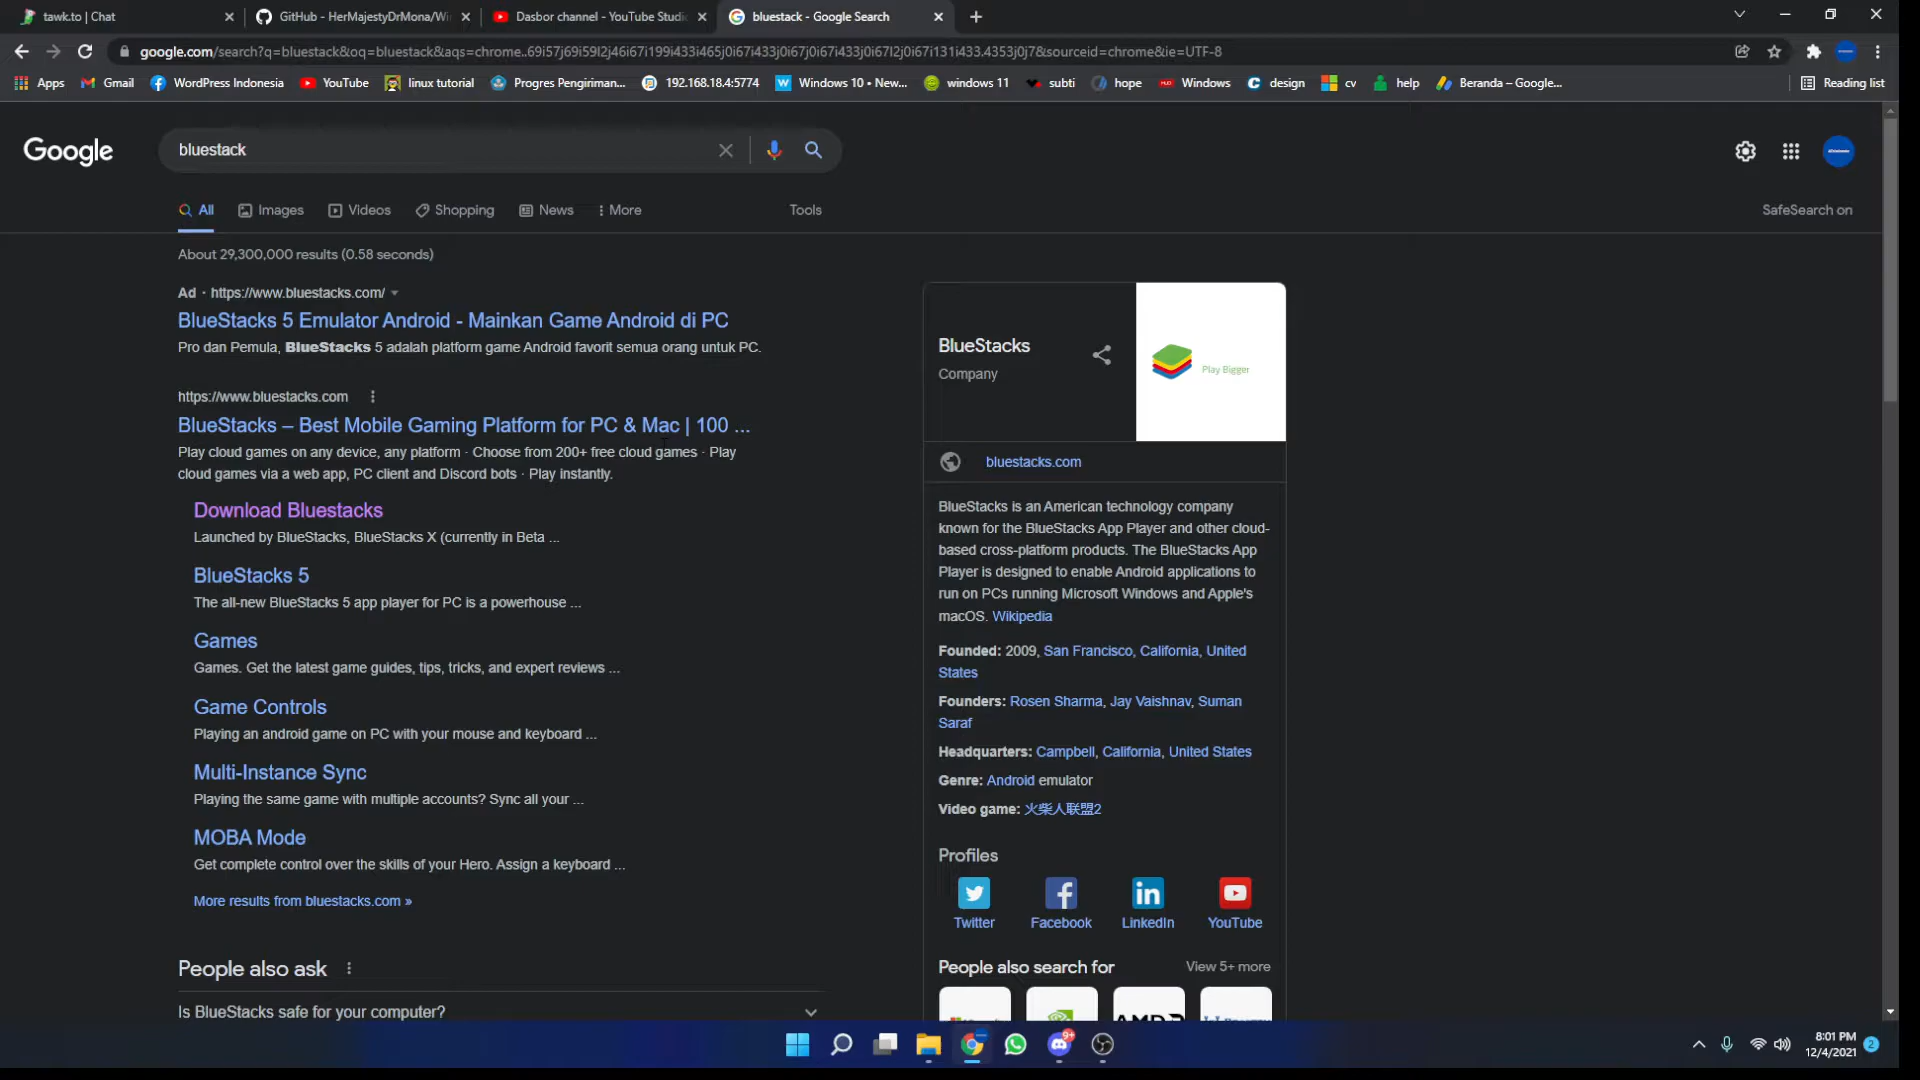 tawk.to | Chat
GitHub - HerMajestyDrMona/Wi
Dasbor channel - YouTube Studi
bluestack - Google Search
google.com/search?q=bluestack&oq=bluestack&aqs=chrome..69i57j69i59l2j46i67i199i433i465j0i67i433j0i67j0i67i433j0i67l2j0i67i131i433.4353j0j7&sourceid=chrome&ie=UTF-8
Apps
Gmail
WordPress Indonesia
YouTube
linux tutorial
Progres Pengiriman...
192.168.18.4:5774
Windows 10 • New...
windows 11
subti
hope
Windows
design
cv
help
Beranda – Google...
Reading list
Google
bluestack
All
Images
Videos
Shopping
News
More
Tools
SafeSearch on
About 29,300,000 results (0.58 seconds)
Ad · https://www.bluestacks.com/
BlueStacks 5 Emulator Android - Mainkan Game Android di PC
Pro dan Pemula, BlueStacks 5 adalah platform game Android favorit semua orang untuk PC.
https://www.bluestacks.com
BlueStacks – Best Mobile Gaming Platform for PC & Mac | 100 ...
Play cloud games on any device, any platform · Choose from 200+ free cloud games · Play
cloud games via a web app, PC client and Discord bots · Play instantly.
Download Bluestacks
Launched by BlueStacks, BlueStacks X (currently in Beta ...
BlueStacks 5
The all-new BlueStacks 5 app player for PC is a powerhouse ...
Games
Games. Get the latest game guides, tips, tricks, and expert reviews ...
Game Controls
Playing an android game on PC with your mouse and keyboard ...
Multi-Instance Sync
Playing the same game with multiple accounts? Sync all your ...
MOBA Mode
Get complete control over the skills of your Hero. Assign a keyboard ...
More results from bluestacks.com »
People also ask
Is BlueStacks safe for your computer?
BlueStacks
Company
Play Bigger
bluestacks.com
BlueStacks is an American technology company
known for the BlueStacks App Player and other cloud-
based cross-platform products. The BlueStacks App
Player is designed to enable Android applications to
run on PCs running Microsoft Windows and Apple's
macOS. Wikipedia
Founded: 2009, San Francisco, California, United
States
Founders: Rosen Sharma, Jay Vaishnav, Suman
Saraf
Headquarters: Campbell, California, United States
Genre: Android emulator
Video game: 火柴人联盟2
Profiles
Twitter
Facebook
LinkedIn
YouTube
People also search for
View 5+ more
AMD
9+
8:01 PM
12/4/2021
2